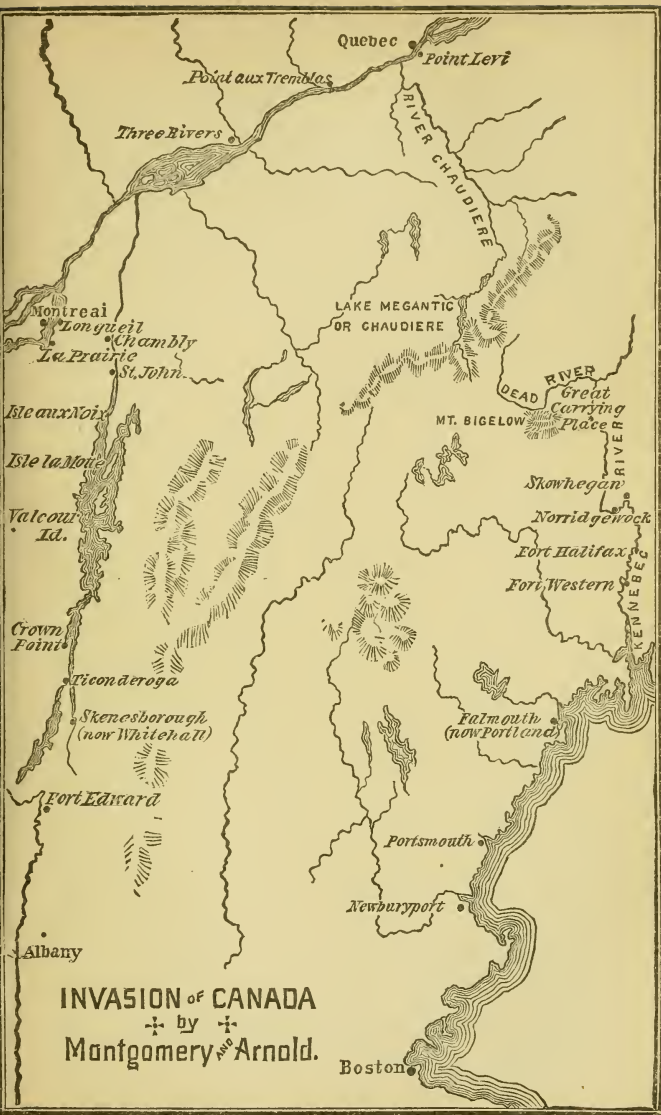 Quebec
Point Levi
Point aux Trembles
Three Rivers
RIVER CHAUDIERE
LAKE MEGANTIC
OR CHAUDIERE
Montreal
Longueil
Chambly
La Prairie
St. John
Isle aux Noix
Isle la Motte
Valcour
Id.
DEAD RIVER
Great
Carrying
Place
MT. BIGELOW
Skowhegan
Norridgewock
Fort Halifax
Fort Western
KENNEBEC RIVER
Crown
Point
Ticonderoga
Skenesborough
(now Whitehall)
Falmouth
(now Portland)
Fort Edward
Portsmouth
Newburyport
Albany
INVASION OF CANADA
by
Montgomery AND Arnold.
Boston